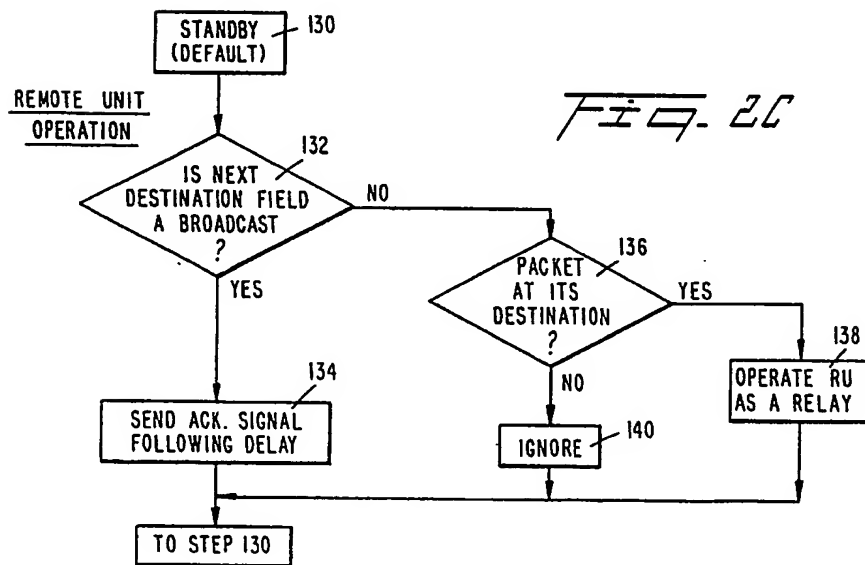 STANDBY
(DEFAULT)
130
REMOTE UNIT
OPERATION
Fig. 2C
132
IS NEXT
DESTINATION FIELD
A BROADCAST
?
NO
YES
136
PACKET
AT ITS
DESTINATION
?
YES
NO
138
OPERATE RU
AS A RELAY
134
SEND ACK. SIGNAL
FOLLOWING DELAY
140
IGNORE
TO STEP 130